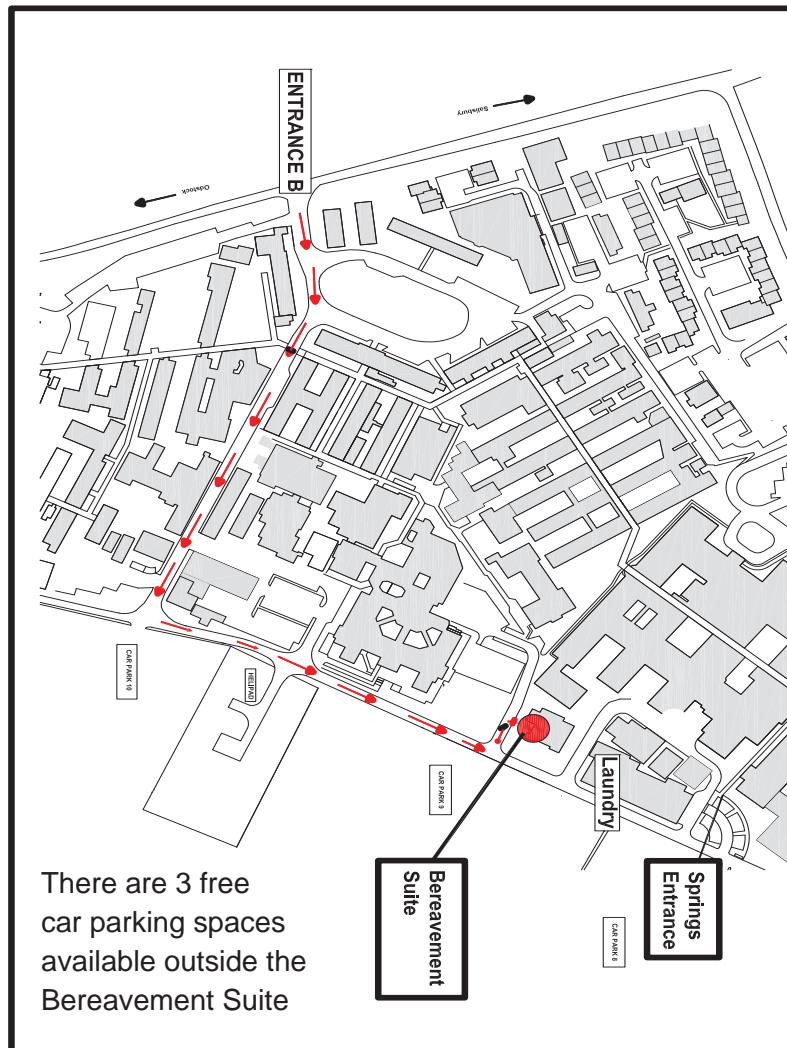 ENTRANCE B
Salisbury
Odstock
CAR PARK 10
HELIPAD
CAR PARK 9
Laundry
Bereavement
Suite
Springs
Entrance
CAR PARK 8
There are 3 free
car parking spaces
available outside the
Bereavement Suite